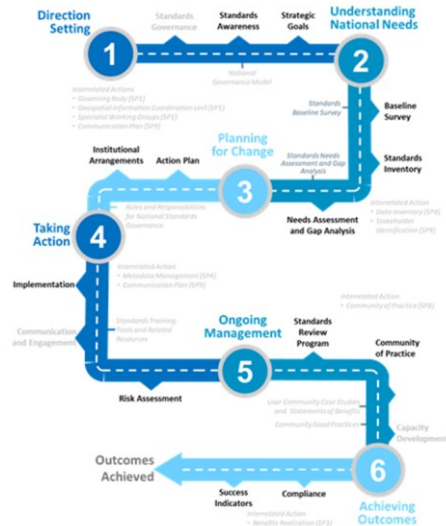 Direction
Setting
Standards
Governance
Standards
Awareness
Strategic
Goals
Understanding
National Needs
1
2
National
Governance Model
Interrelated Actions
• Governing Body (SP1)
• Geospatial Information Coordination Unit (SP1)
• Specialist Working Groups (SP1)
• Communication Plan (SP9)
Standards
Baseline Survey
Baseline
Survey
Institutional
Arrangements
Action Plan
Planning
for Change
Standards Needs
Assessment and Gap
Analysis
Standards
Inventory
3
Roles and Responsibilities
for National Standards
Governance
Needs Assessment
and Gap Analysis
Interrelated Action
• Data Inventory (SP4)
• Stakeholder
Identification (SP9)
Taking
Action
4
Interrelated Action
• Metadata Management (SP4)
• Communication Plan (SP9)
Implementation
Interrelated Action
• Community of Practice (SP8)
Communication
and Engagement
Standards Training,
Tools and Related
Resources
Ongoing
Management
Standards
Review
Program
Community
of Practice
5
Risk Assessment
User Community Case Studies
and Statements of Benefits
Community Good Practices
Capacity
Development
Outcomes
Achieved
6
Success
Indicators
Compliance
Interrelated Action
• Benefits Realization (SP3)
Achieving
Outcomes